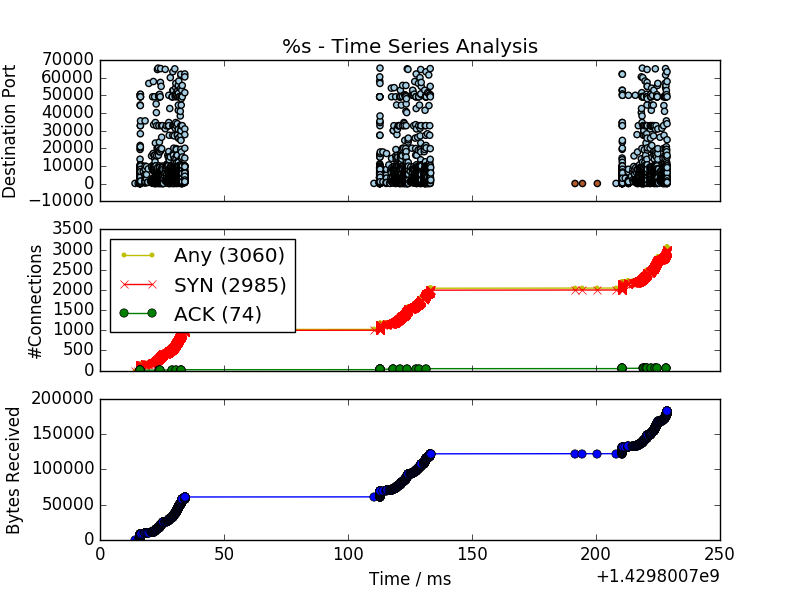 %s - Time Series Analysis
70000
60000
50000
40000
30000
20000
10000
0
−10000
Destination Port
3500
3000
2500
2000
1500
1000
500
0
#Connections
Any (3060)
SYN (2985)
ACK (74)
200000
150000
100000
50000
0
Bytes Received
0 50 100 150 200 250
Time / ms
+1.4298007e9